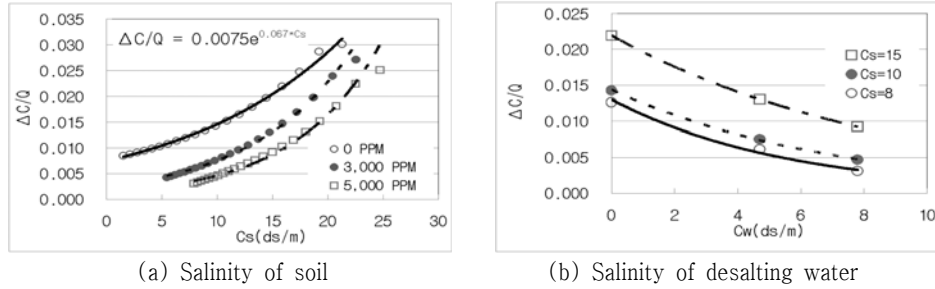 0.035
0.030
0.025
0.020
0.015
0.010
0.005
0.000
ΔC/Q
ΔC/Q = 0.0075e^0.067*Cs
0 PPM
3,000 PPM
5,000 PPM
0 5 10 15 20 25 30
Cs(ds/m)
(a) Salinity of soil
0.025
0.020
0.015
0.010
0.005
0.000
ΔC/Q
Cs=15
Cs=10
Cs=8
0 2 4 6 8 10
Cw(ds/m)
(b) Salinity of desalting water